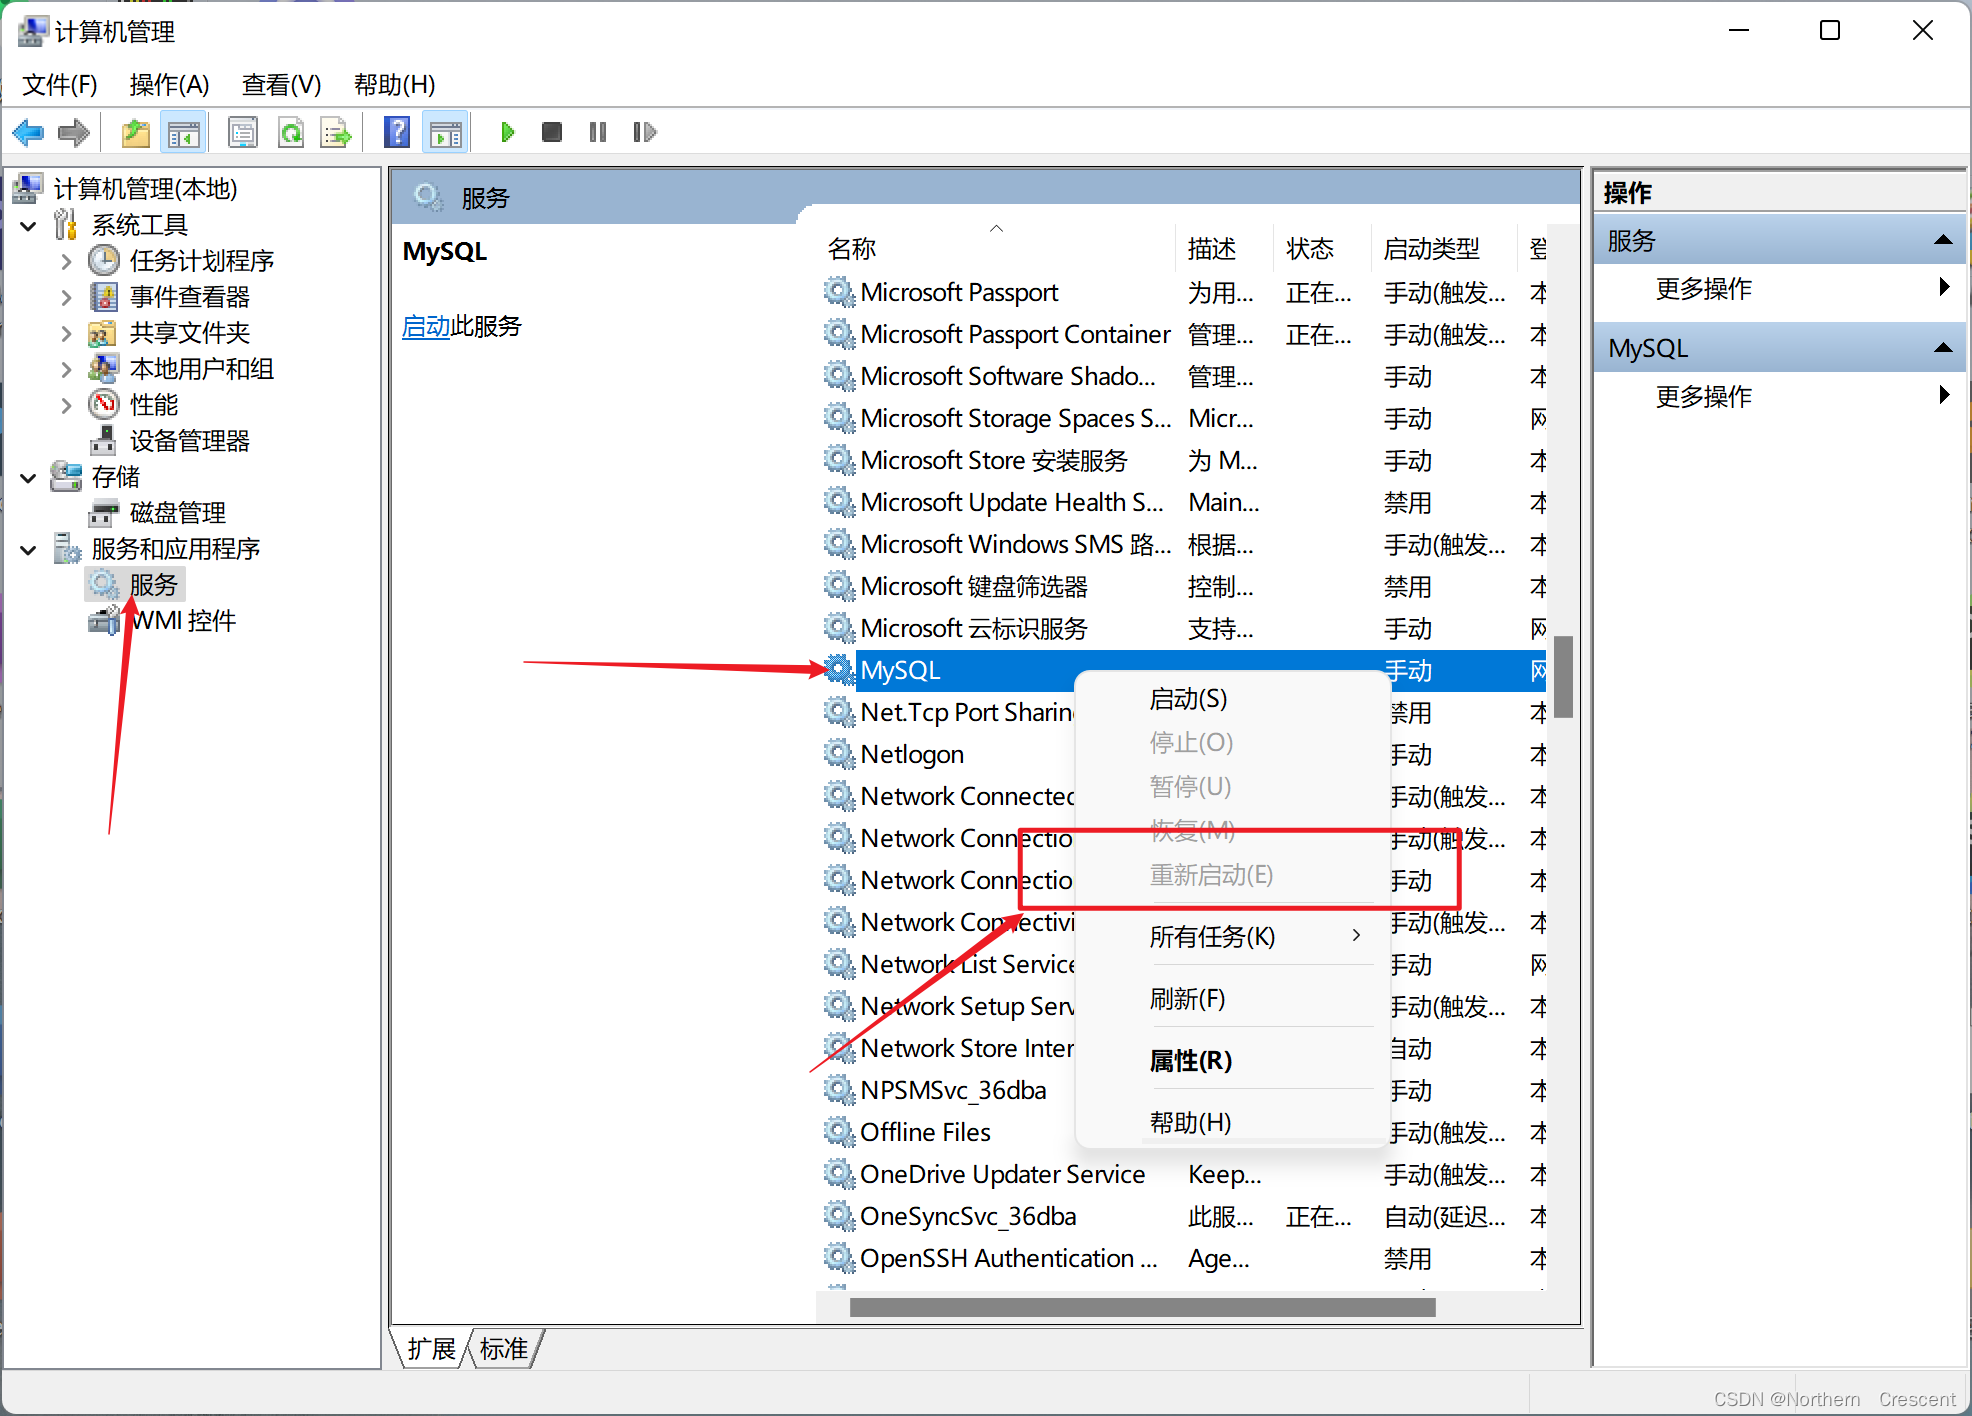 计算机管理
文件(F) 操作(A) 查看(V) 帮助(H)
计算机管理(本地)
系统工具
任务计划程序
事件查看器
共享文件夹
本地用户和组
性能
设备管理器
存储
磁盘管理
服务和应用程序
服务
WMI 控件
服务
MySQL
启动此服务
名称 描述 状态 启动类型 登
Microsoft Passport 为用... 正在... 手动(触发... 本
Microsoft Passport Container 管理... 正在... 手动(触发... 本
Microsoft Software Shado... 管理... 手动 本
Microsoft Storage Spaces S... Micr... 手动 网
Microsoft Store 安装服务 为 M... 手动 本
Microsoft Update Health S... Main... 禁用 本
Microsoft Windows SMS 路... 根据... 手动(触发... 本
Microsoft 键盘筛选器 控制... 禁用 本
Microsoft 云标识服务 支持... 手动 网
MySQL 手动 网
Net.Tcp Port Sharin 禁用 本
Netlogon 手动 本
Network Connected 手动(触发... 本
Network Connectio 手动(触发... 本
Network Connectio 手动 本
Network Connectivi 手动(触发... 本
Network List Service 手动 网
Network Setup Serv 手动(触发... 本
Network Store Inter 自动 本
NPSMSvc_36dba 手动 本
Offline Files 手动(触发... 本
OneDrive Updater Service Keep... 手动(触发... 本
OneSyncSvc_36dba 此服... 正在... 自动(延迟... 本
OpenSSH Authentication ... Age... 禁用 本
启动(S)
停止(O)
暂停(U)
恢复(M)
重新启动(E)
所有任务(K)
刷新(F)
属性(R)
帮助(H)
扩展 标准
操作
服务
更多操作
MySQL
更多操作
CSDN @Northern Crescent